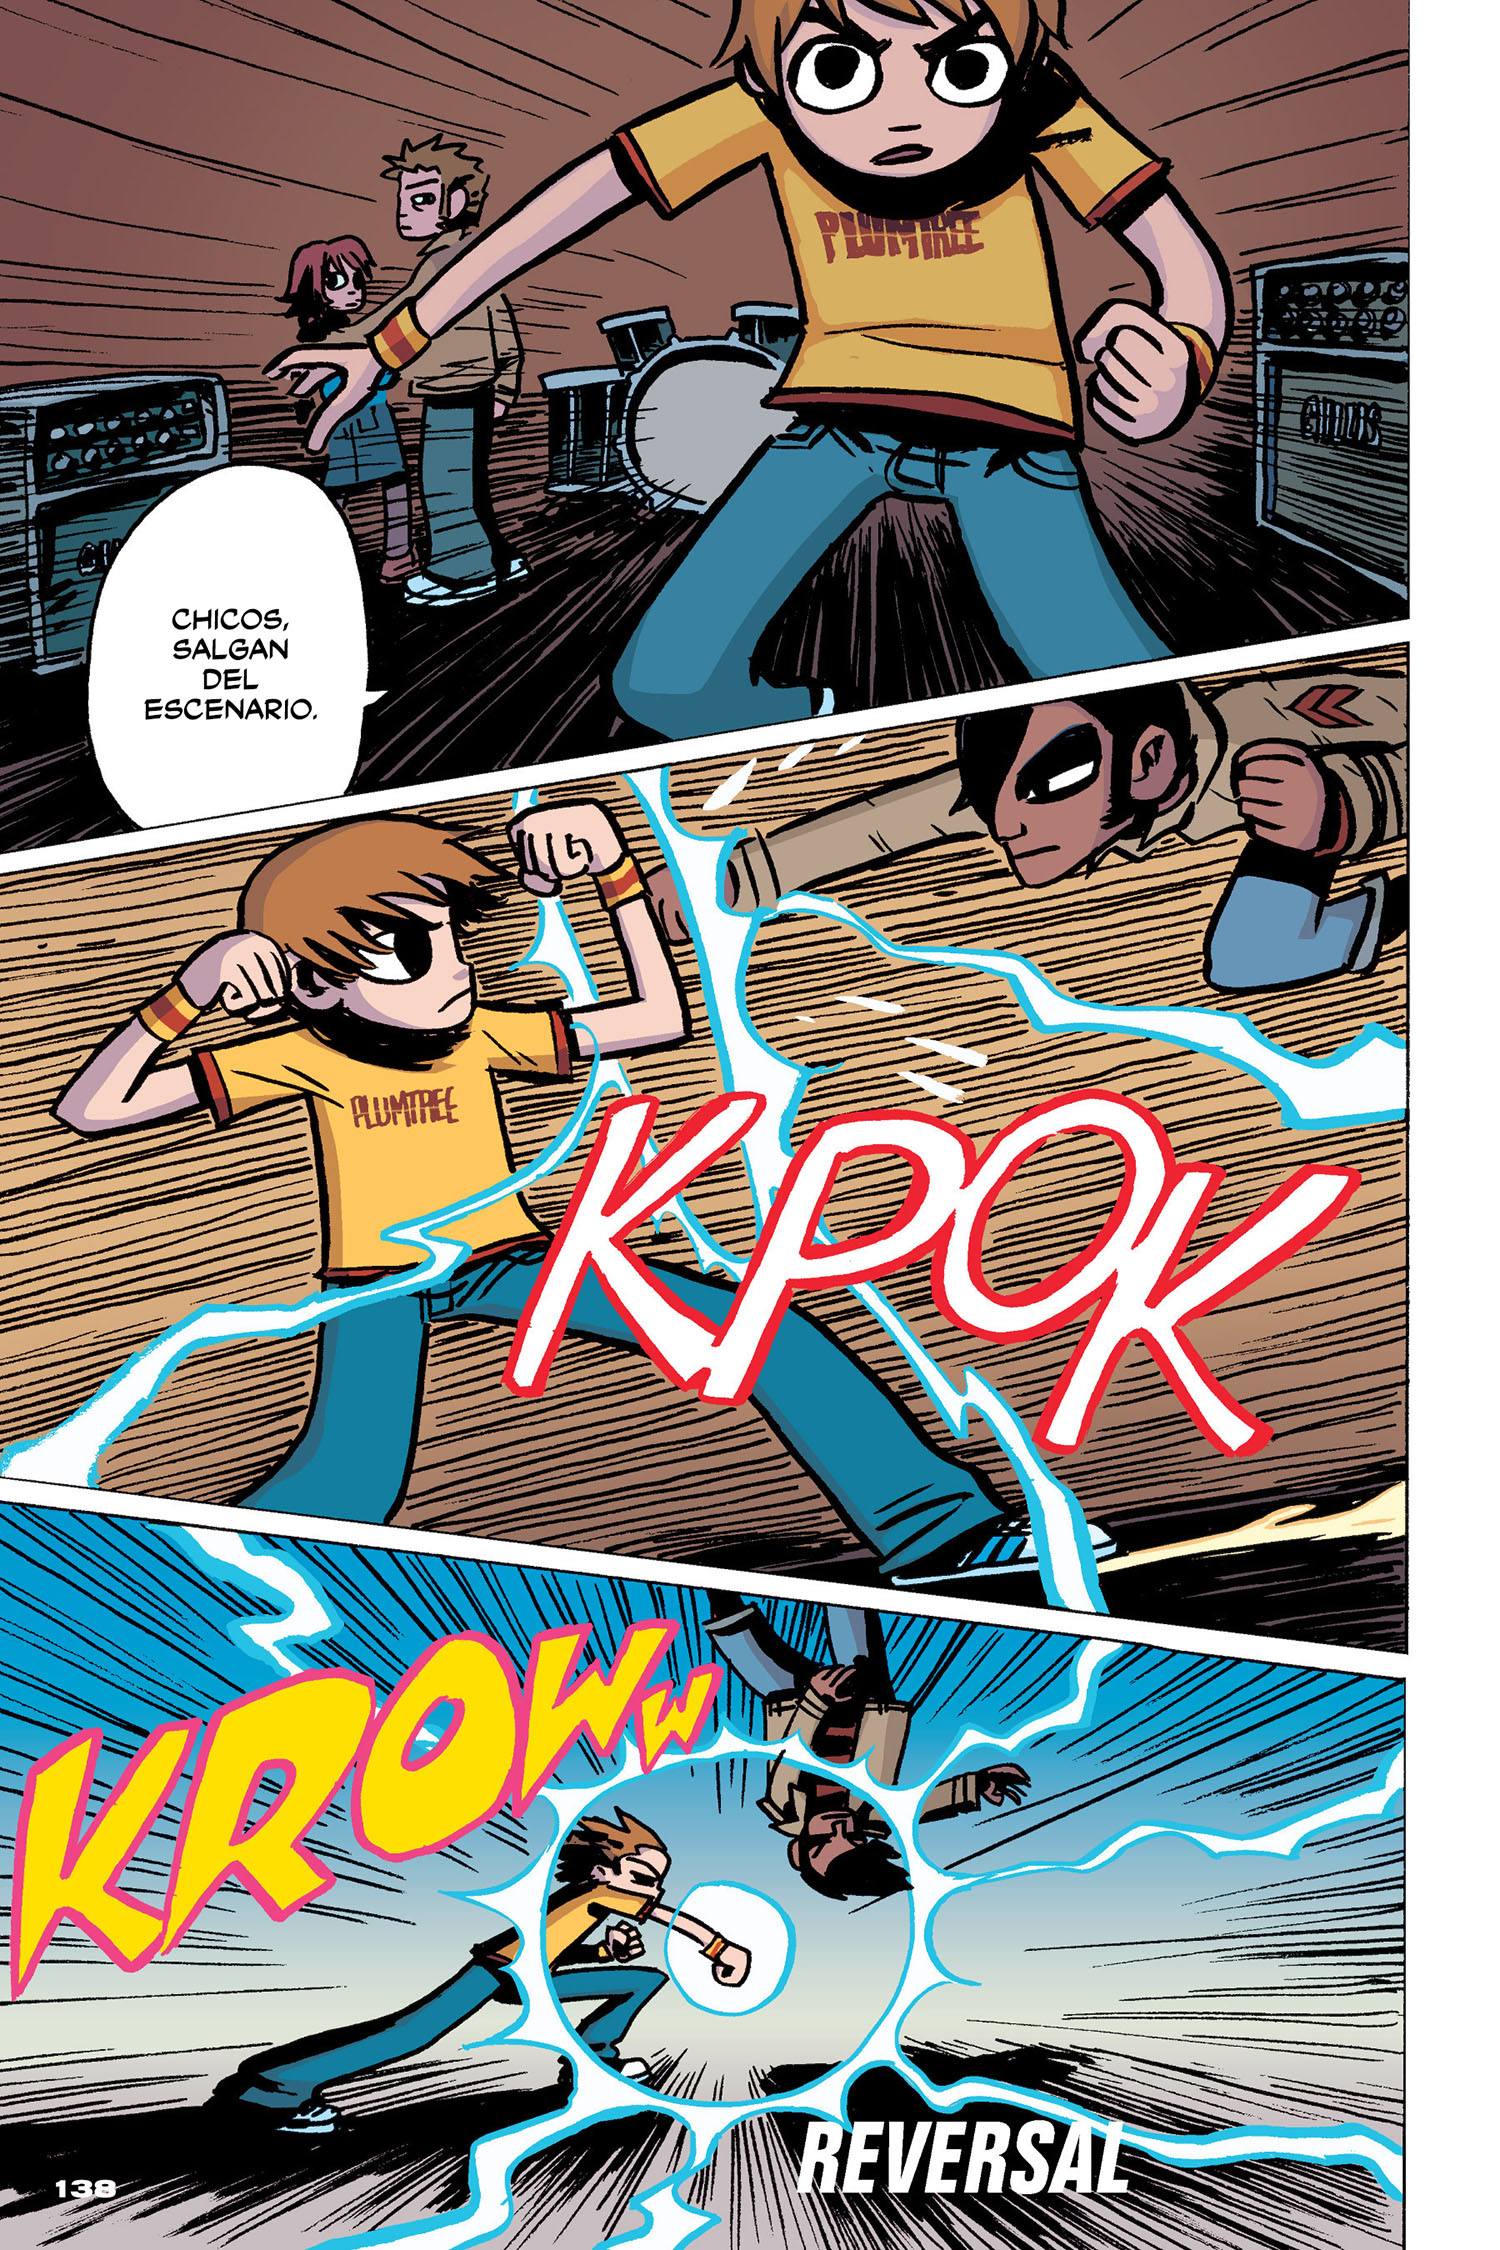 PLUMTREE
CHICOS,
SALGAN
DEL
ESCENARIO.
PLUMTREE
KPOK
KROWW
REVERSAL
138